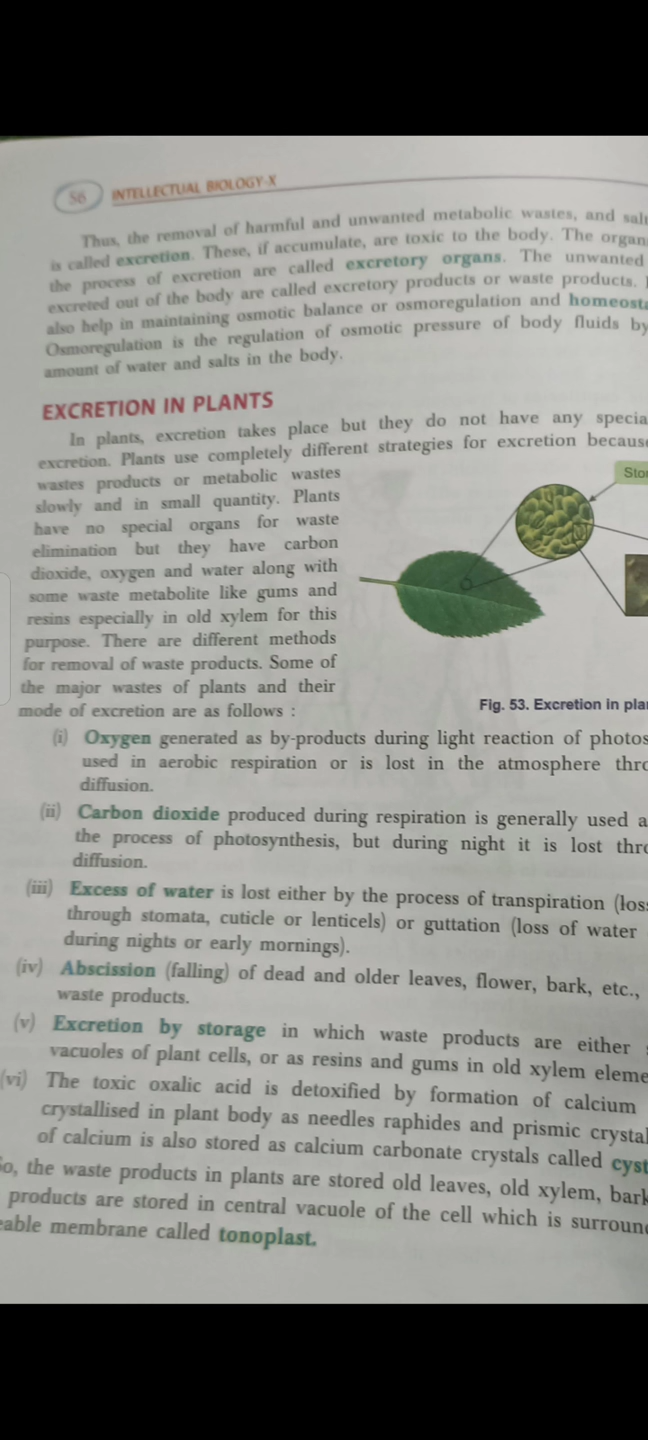 56 INTELLECTUAL BIOLOGY-X
Thus, the removal of harmful and unwanted metabolic wastes, and
is called excretion. These, if accumulate, are toxic to the body. The
the process of excretion are called excretory organs. The unwanted
excreted out of the body are called excretory products or waste products.
also help in maintaining osmotic balance or osmoregulation and
Osmoregulation is the regulation of osmotic pressure of body fluids by
amount of water and salts in the body.
EXCRETION IN PLANTS
In plants, excretion takes place but they do not have any
excretion. Plants use completely different strategies for excretion
wastes products or metabolic wastes
slowly and in small quantity. Plants
have no special organs for waste
elimination but they have carbon
dioxide, oxygen and water along with
some waste metabolite like gums and
resins especially in old xylem for this
purpose. There are different methods
for removal of waste products. Some of
the major wastes of plants and their
mode of excretion are as follows :
Fig. 53. Excretion in
(i) Oxygen generated as by-products during light reaction of
used in aerobic respiration or is lost in the atmosphere
diffusion.
(ii) Carbon dioxide produced during respiration is generally used
the process of photosynthesis, but during night it is lost
diffusion.
(iii) Excess of water is lost either by the process of transpiration
through stomata, cuticle or lenticels) or guttation (loss of water
during nights or early mornings).
(iv) Abscission (falling) of dead and older leaves, flower, bark, etc.,
waste products.
(v) Excretion by storage in which waste products are either
vacuoles of plant cells, or as resins and gums in old xylem
(vi) The toxic oxalic acid is detoxified by formation of calcium
crystallised in plant body as needles raphides and prismic
of calcium is also stored as calcium carbonate crystals called
the waste products in plants are stored old leaves, old xylem,
products are stored in central vacuole of the cell which is
membrane called tonoplast.